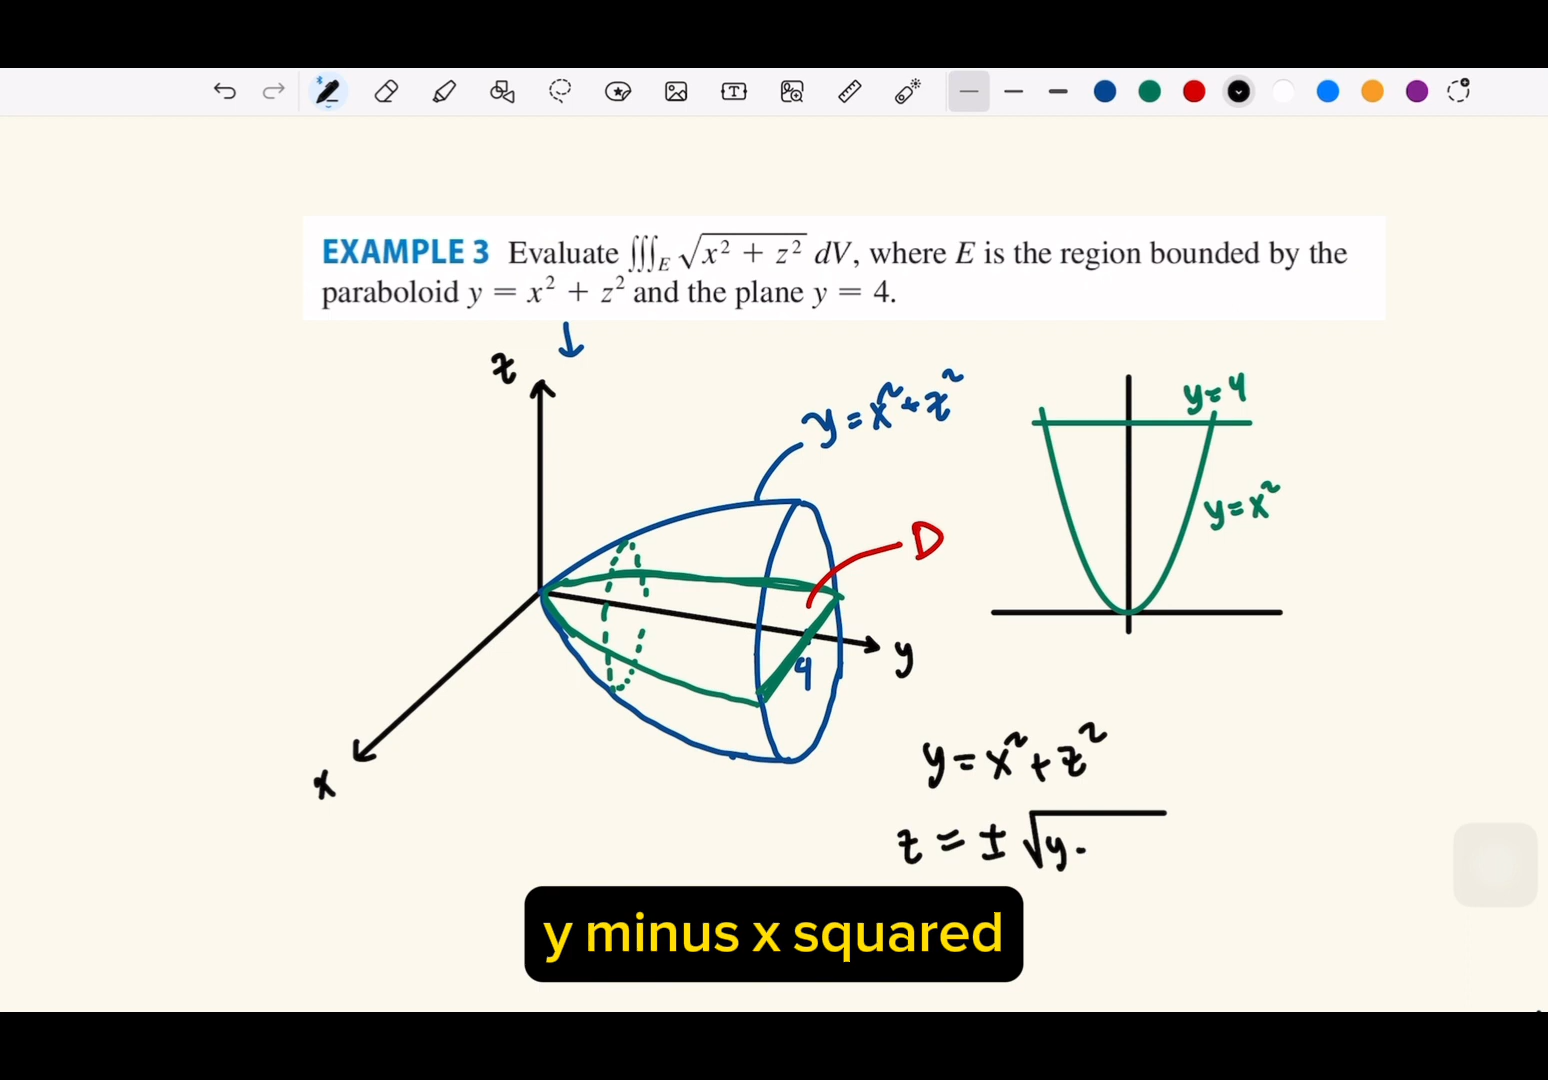 EXAMPLE 3 Evaluate ∭_E √(x² + z²) dV, where E is the region bounded by the
paraboloid y = x² + z² and the plane y = 4.
z
y = x² + z²
y = 4
y = x²
D
y
4
x
y = x² + z²
z = ± √y -
y minus x squared